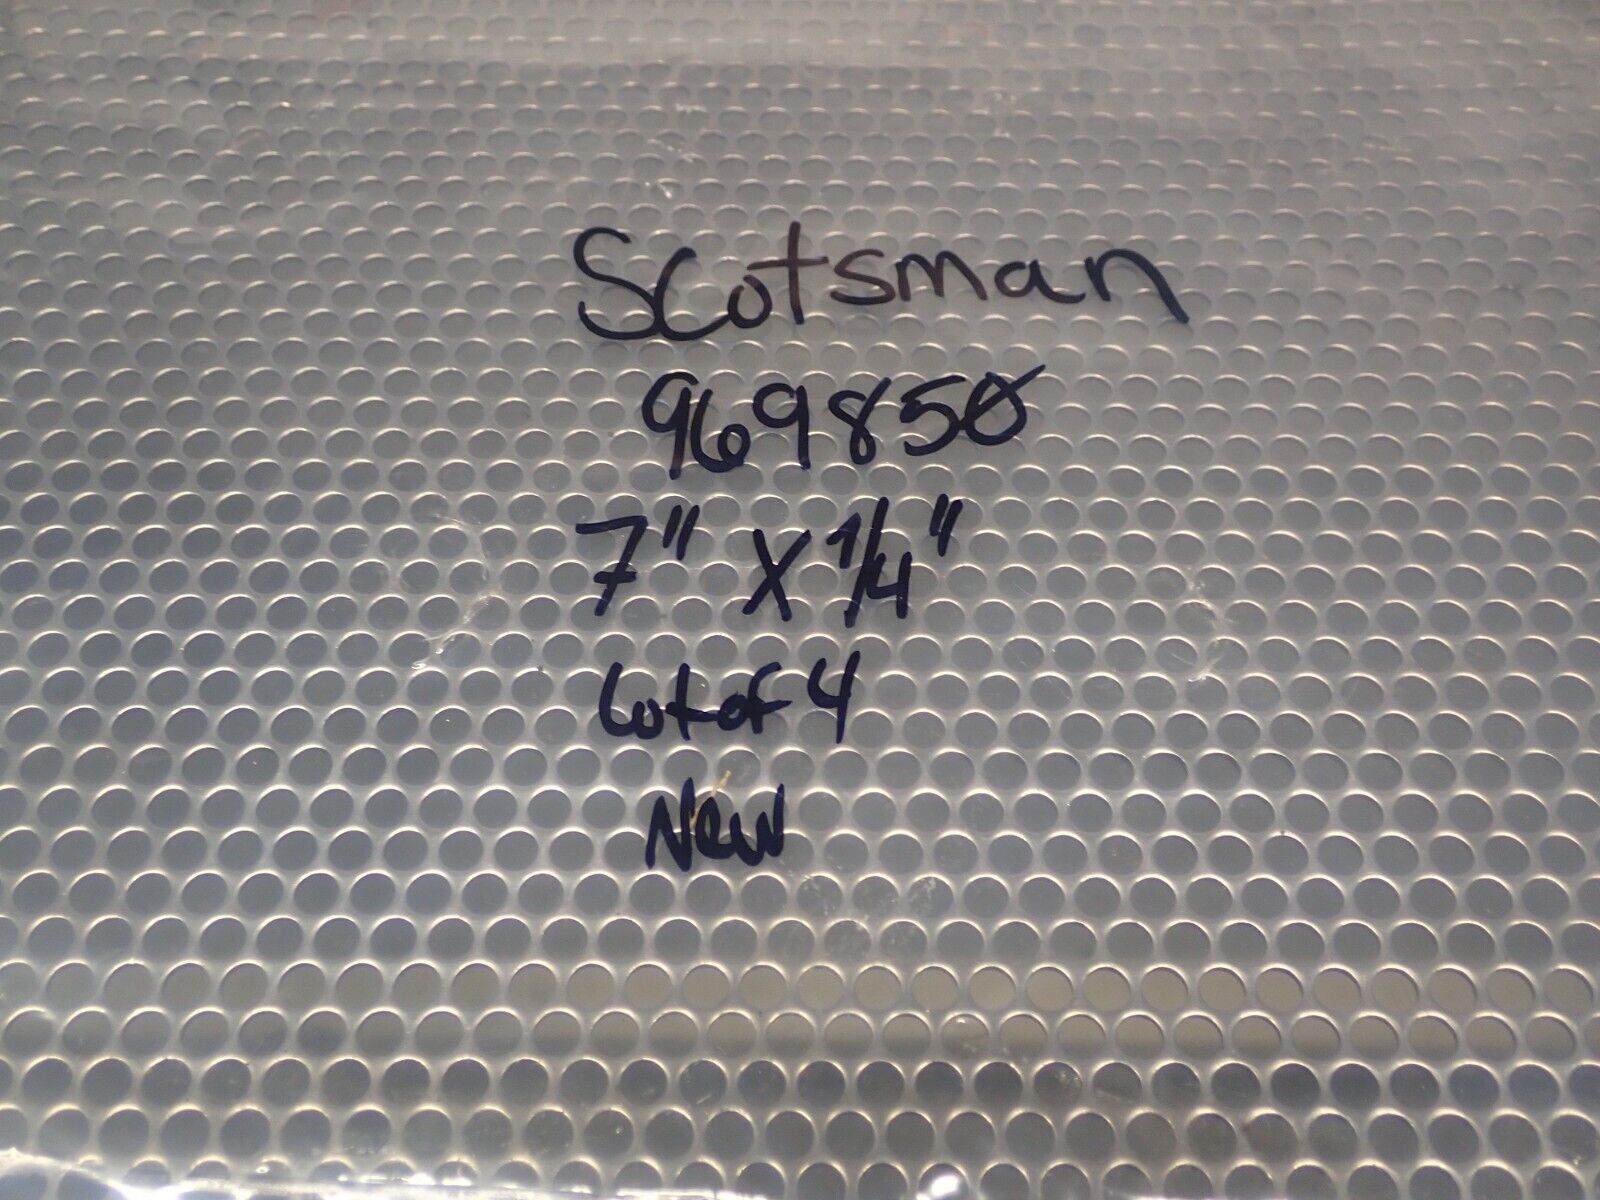 Scotsman
969850
7" X 1/4"
Lot of 4
New